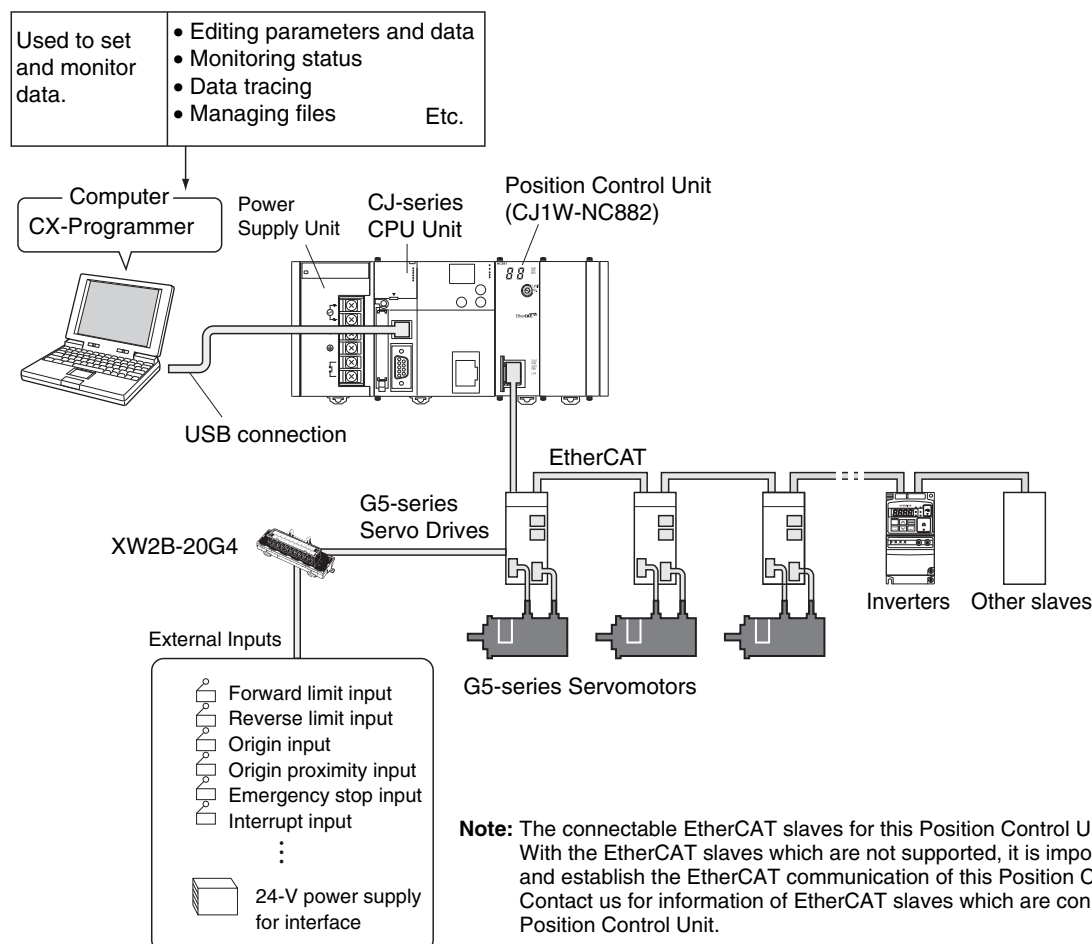 Used to set
and monitor
data.
• Editing parameters and data
• Monitoring status
• Data tracing
• Managing files Etc.
Computer
CX-Programmer
Power
Supply Unit
CJ-series
CPU Unit
Position Control Unit
(CJ1W-NC882)
USB connection
EtherCAT
G5-series
Servo Drives
XW2B-20G4
Inverters
Other slaves
External Inputs
G5-series Servomotors
Forward limit input
Reverse limit input
Origin input
Origin proximity input
Emergency stop input
Interrupt input
24-V power supply
for interface
Note: The connectable EtherCAT slaves for this Position Control U
With the EtherCAT slaves which are not supported, it is impo
and establish the EtherCAT communication of this Position C
Contact us for information of EtherCAT slaves which are con
Position Control Unit.